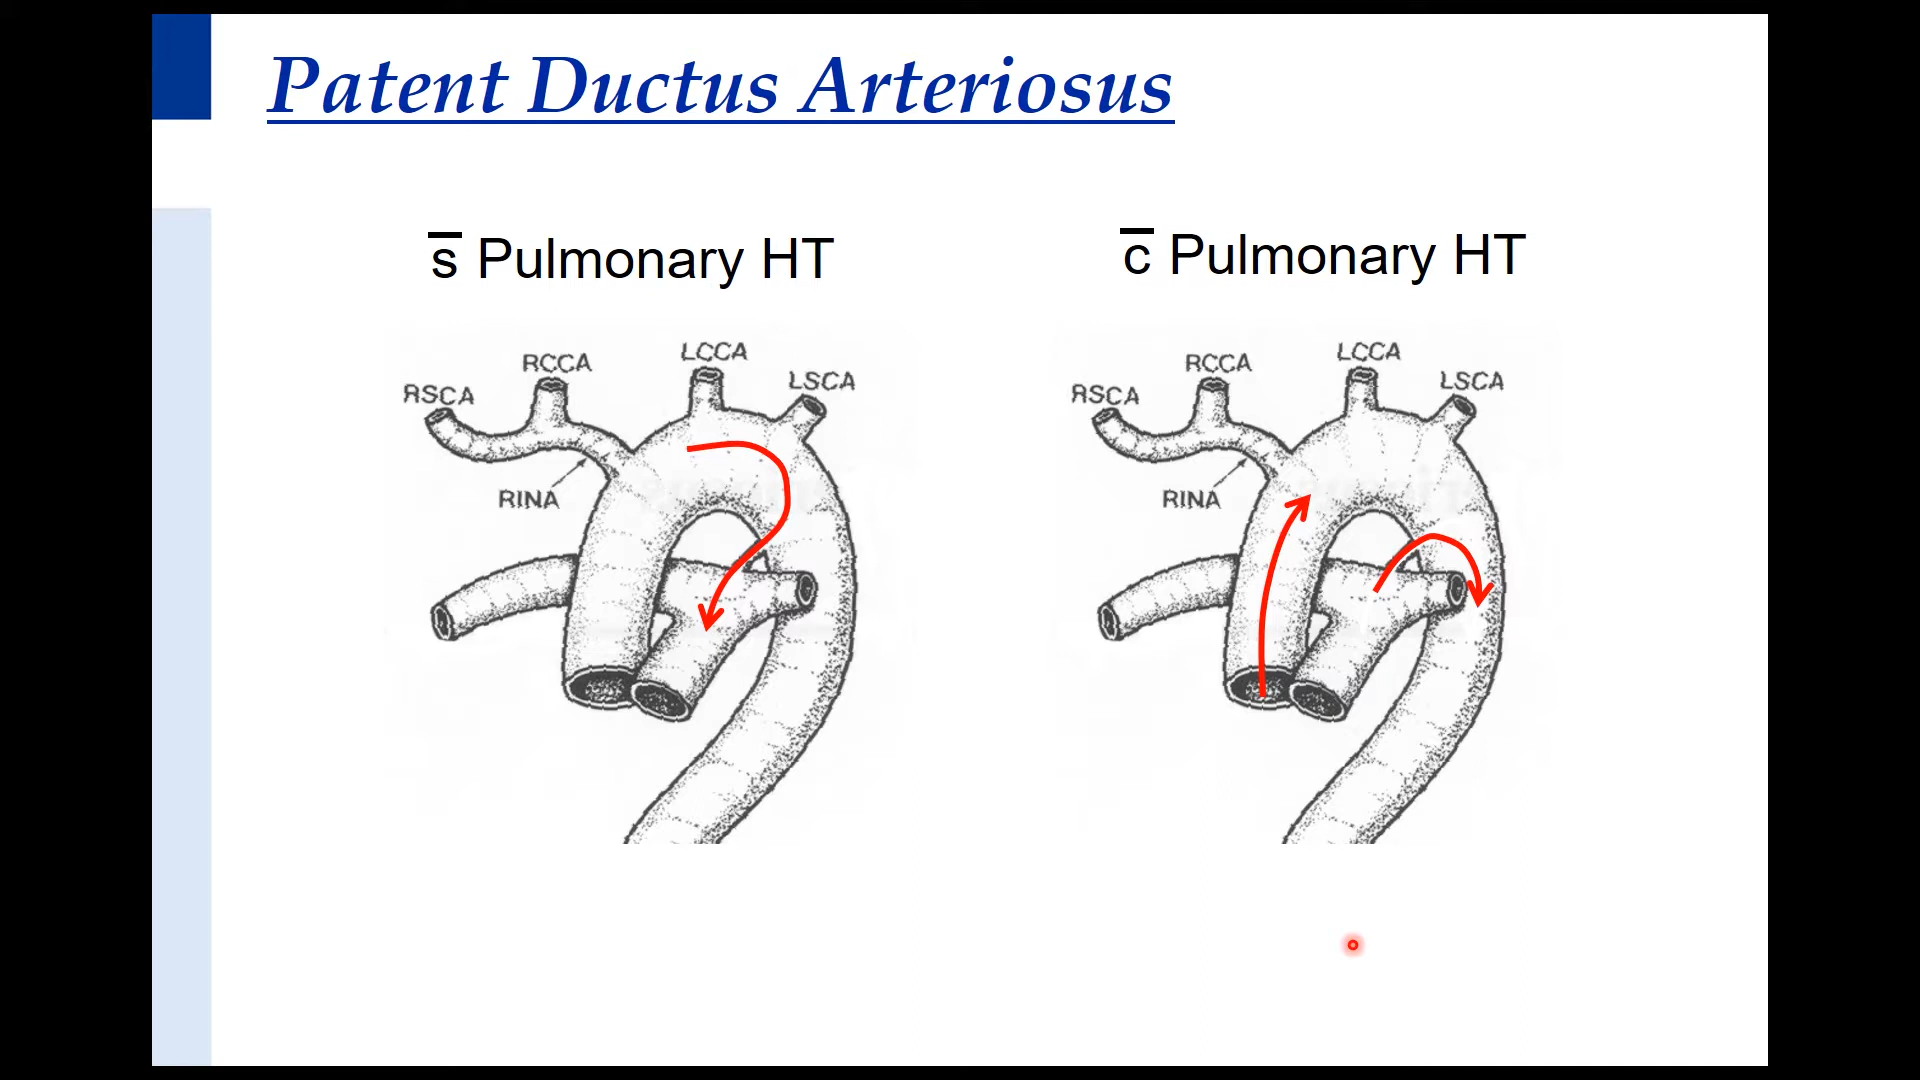 Patent Ductus Arteriosus
s̅ Pulmonary HT
c̅ Pulmonary HT
RSCA
RCCA
LCCA
LSCA
RINA
RSCA
RCCA
LCCA
LSCA
RINA